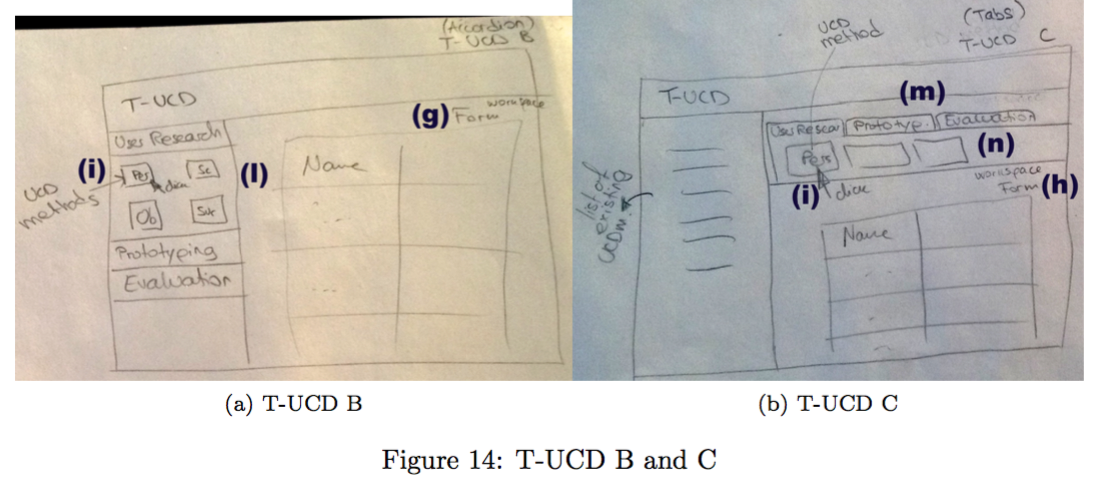 (Accordion)
T-UCD B
T-UCD
User Research
(g)
workspace
Form
(i)
Pers
Sc
click
(l)
UCD
methods
Ob
Sur
Name
Prototyping
Evaluation
...
UCD
method
(Tabs)
T-UCD C
T-UCD
(m)
User Resear
Prototyp.
Evaluation
Pers
(n)
(i)
click
workspace
Form
(h)
list of
existing
UCDm.
Name
(a) T-UCD B
(b) T-UCD C
Figure 14: T-UCD B and C